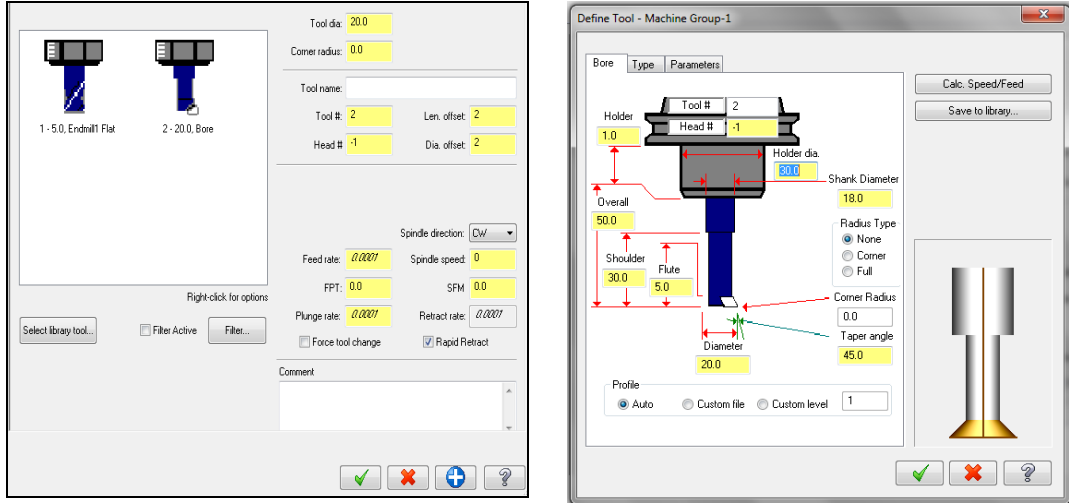 Tool dia: 20.0
Corner radius: 0.0
Tool name:
Tool #: 2 Len. offset: 2
Head # -1 Dia. offset: 2
1 - 5.0, Endmill1 Flat 2 - 20.0, Bore
Spindle direction: CW
Feed rate: 0.0001 Spindle speed: 0
FPT: 0.0 SFM 0.0
Right-click for options
Plunge rate: 0.0001 Retract rate: 0.0001
Select library tool... Filter Active Filter...
Force tool change Rapid Retract
Comment
Define Tool - Machine Group-1
Bore Type Parameters
Calc. Speed/Feed
Save to library...
Tool # 2
Holder Head # -1
1.0
Holder dia.
30.0
Shank Diameter
18.0
Overall
50.0
Radius Type
None
Corner
Full
Shoulder Flute
30.0 5.0
Corner Radius
0.0
Taper angle
45.0
Diameter
20.0
Profile
Auto Custom file Custom level 1